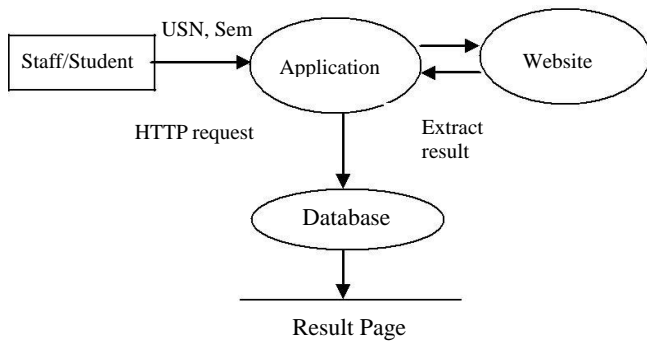 USN, Sem
Staff/Student
Application
Website
HTTP request
Extract
result
Database
Result Page